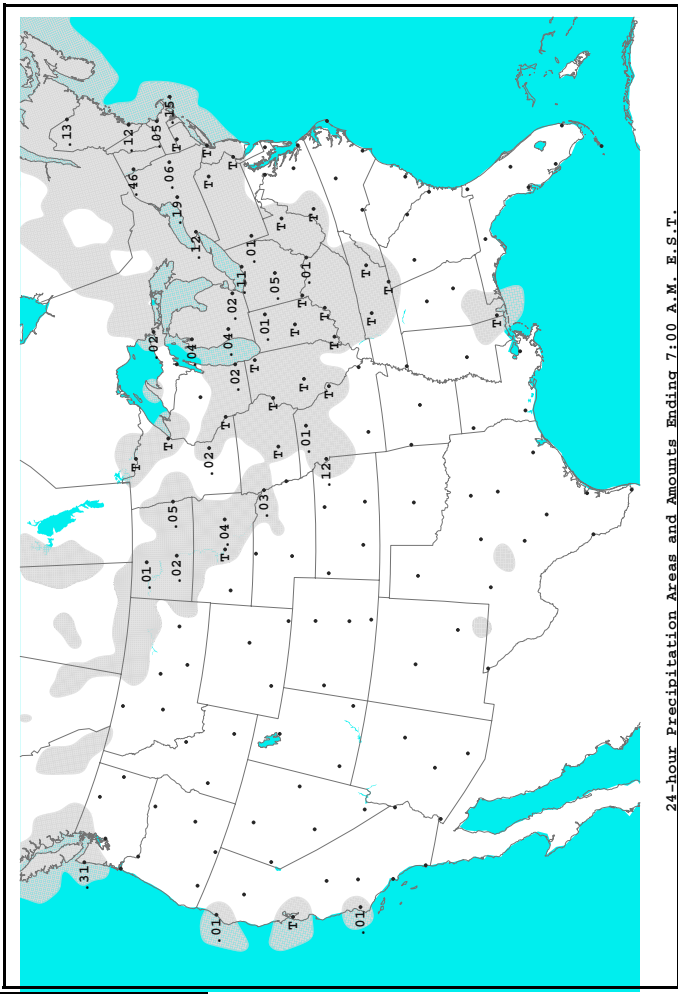 .13
.31
.12
.46
T
.01
.02
.05
.05
T
.06
.15
.02
.19
T
.04
.12
.02
T
T
.01
T
.04
T
.04
.02
T
.02
.11
.01
T
.03
.01
T
T
.05
T
T
T
T
T
.01
.01
T
.12
T
T
T
.01
T
T
T
T
24-hour Precipitation Areas and Amounts Ending 7:00 A.M. E.S.T.